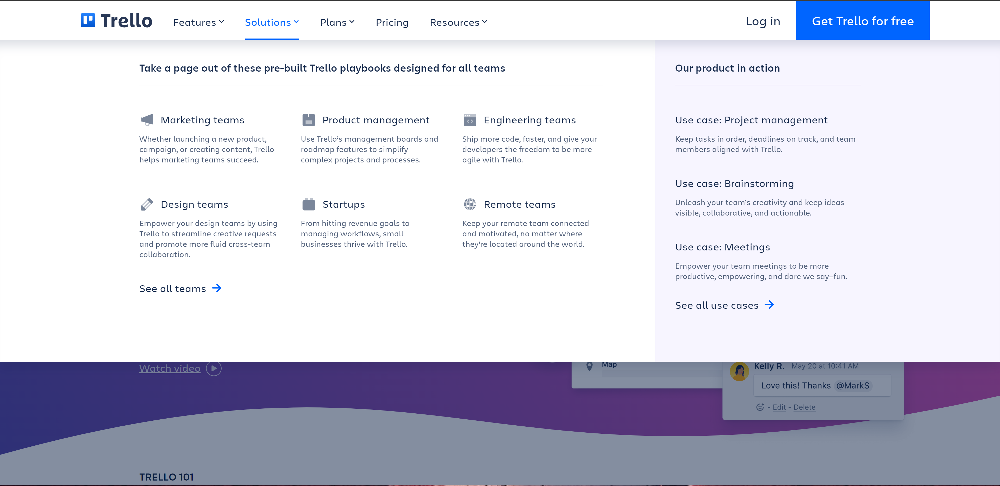 Trello
Features
Solutions
Plans
Pricing
Resources
Log in
Get Trello for free
Take a page out of these pre-built Trello playbooks designed for all teams
Marketing teams
Whether launching a new product,
campaign, or creating content, Trello
helps marketing teams succeed.
Product management
Use Trello’s management boards and
roadmap features to simplify
complex projects and processes.
Engineering teams
Ship more code, faster, and give your
developers the freedom to be more
agile with Trello.
Design teams
Empower your design teams by using
Trello to streamline creative requests
and promote more fluid cross-team
collaboration.
Startups
From hitting revenue goals to
managing workflows, small
businesses thrive with Trello.
Remote teams
Keep your remote team connected
and motivated, no matter where
they’re located around the world.
See all teams
Our product in action
Use case: Project management
Keep tasks in order, deadlines on track, and team
members aligned with Trello.
Use case: Brainstorming
Unleash your team’s creativity and keep ideas
visible, collaborative, and actionable.
Use case: Meetings
Empower your team meetings to be more
productive, empowering, and dare we say—fun.
See all use cases
Watch video
Map
Kelly R. May 20 at 10:41 AM
Love this! Thanks @MarkS
- Edit - Delete
TRELLO 101